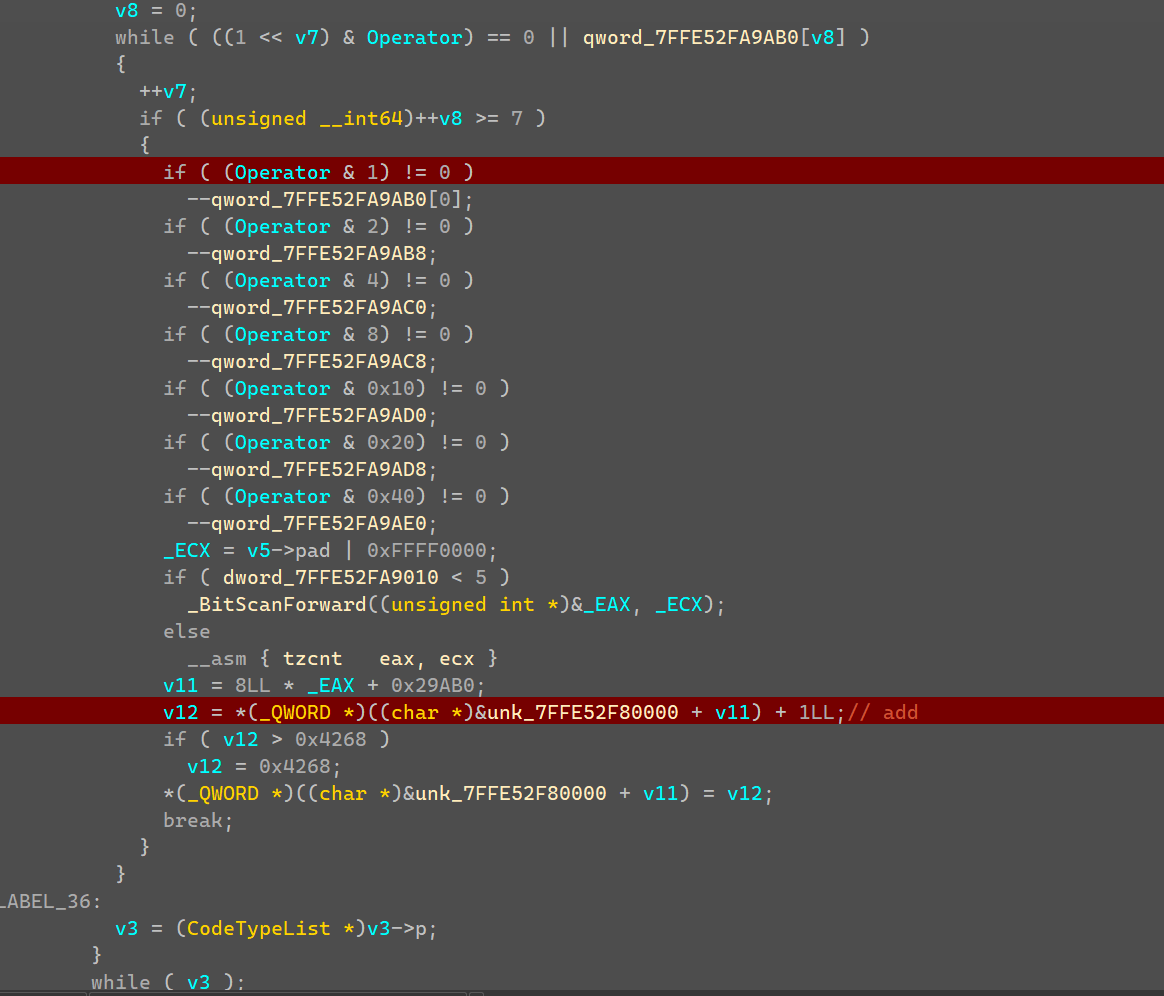 v8 = 0;
while ( ((1 << v7) & Operator) == 0 || qword_7FFE52FA9AB0[v8] )
{
++v7;
if ( (unsigned __int64)++v8 >= 7 )
{
if ( (Operator & 1) != 0 )
--qword_7FFE52FA9AB0[0];
if ( (Operator & 2) != 0 )
--qword_7FFE52FA9AB8;
if ( (Operator & 4) != 0 )
--qword_7FFE52FA9AC0;
if ( (Operator & 8) != 0 )
--qword_7FFE52FA9AC8;
if ( (Operator & 0x10) != 0 )
--qword_7FFE52FA9AD0;
if ( (Operator & 0x20) != 0 )
--qword_7FFE52FA9AD8;
if ( (Operator & 0x40) != 0 )
--qword_7FFE52FA9AE0;
_ECX = v5->pad | 0xFFFF0000;
if ( dword_7FFE52FA9010 < 5 )
_BitScanForward((unsigned int *)&_EAX, _ECX);
else
__asm { tzcnt   eax, ecx }
v11 = 8LL * _EAX + 0x29AB0;
v12 = *(_QWORD *)((char *)&unk_7FFE52F80000 + v11) + 1LL;// add
if ( v12 > 0x4268 )
v12 = 0x4268;
*(_QWORD *)((char *)&unk_7FFE52F80000 + v11) = v12;
break;
}
}
LABEL_36:
v3 = (CodeTypeList *)v3->p;
}
while ( v3 );